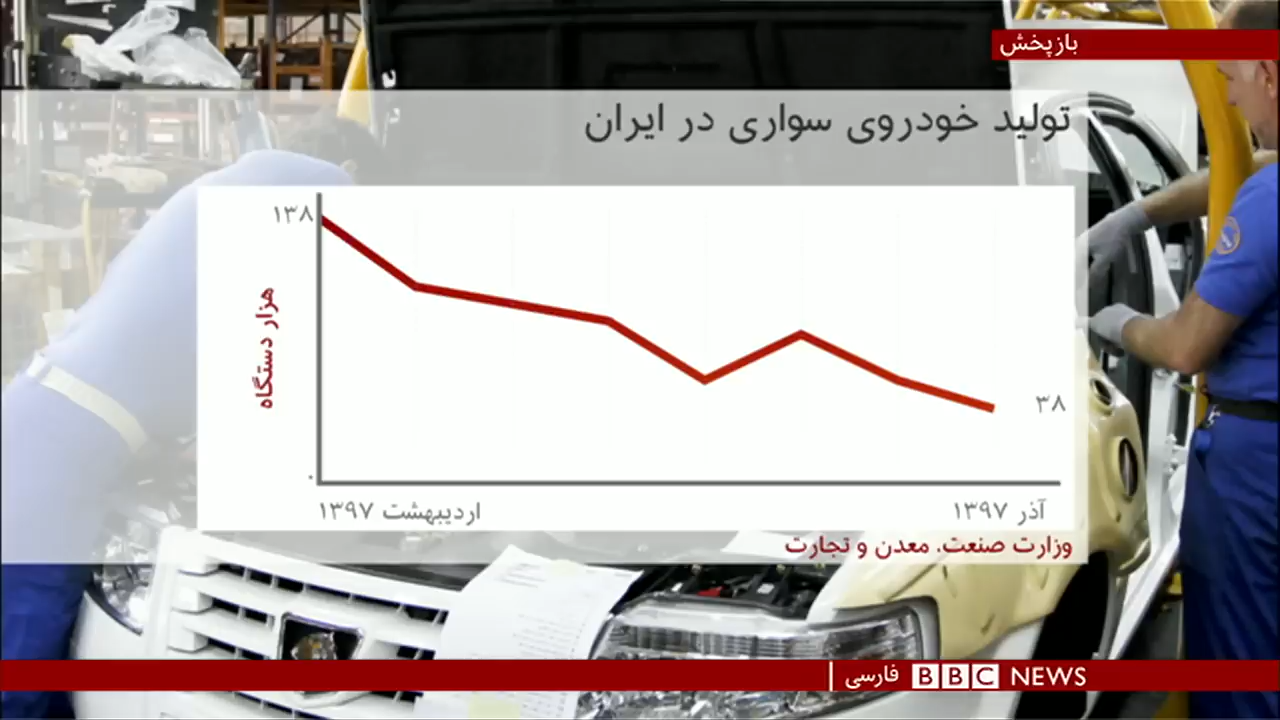 بازپخش
تولید خودروی سواری در ایران
۱۳۸
هزار دستگاه
۳۸
۰
اردیبهشت ۱۳۹۷
آذر ۱۳۹۷
وزارت صنعت، معدن و تجارت
BBC NEWS فارسی